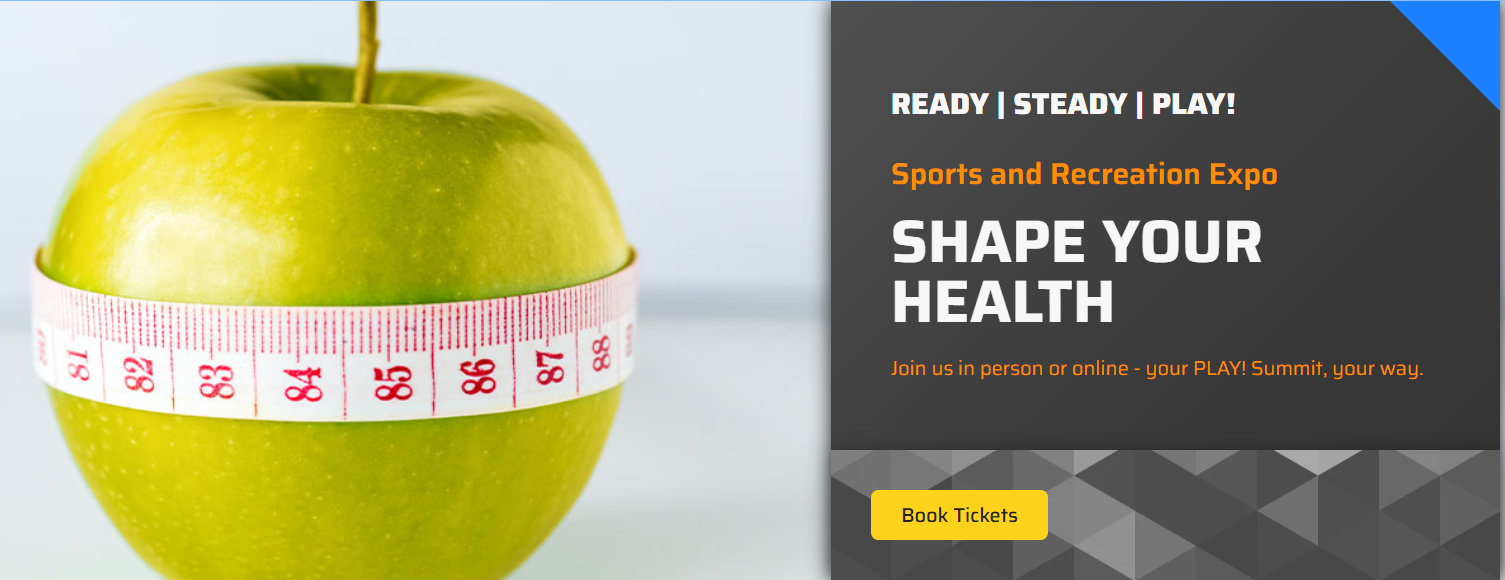 READY | STEADY | PLAY!
Sports and Recreation Expo
SHAPE YOUR
HEALTH
Join us in person or online - your PLAY! Summit, your way.
Book Tickets
81 82 83 84 85 86 87 88